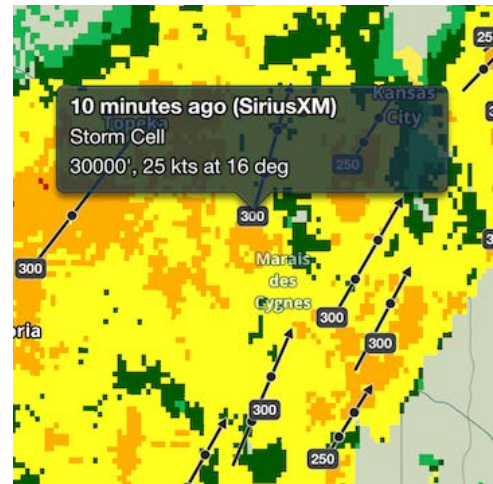 25
10 minutes ago (SiriusXM)
Storm Cell
30000', 25 kts at 16 deg
Topeka
Kansas
City
250
300
300
Marais
des
Cygnes
300
oria
300
300
250